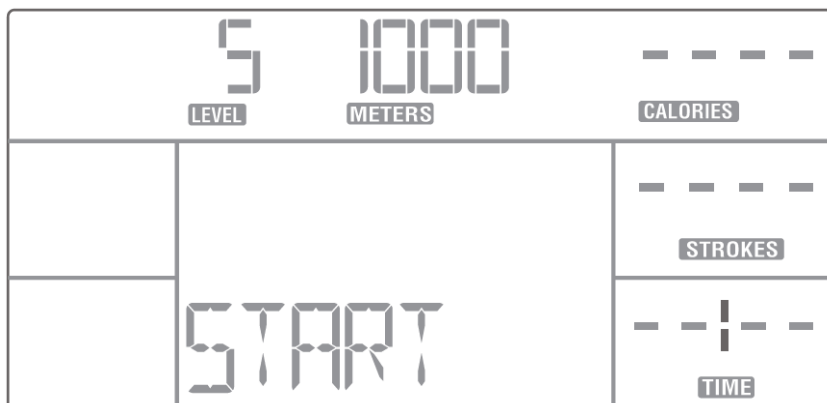 5 1000 - - - -
LEVEL METERS CALORIES
- - - -
STROKES
START - -:- -
TIME